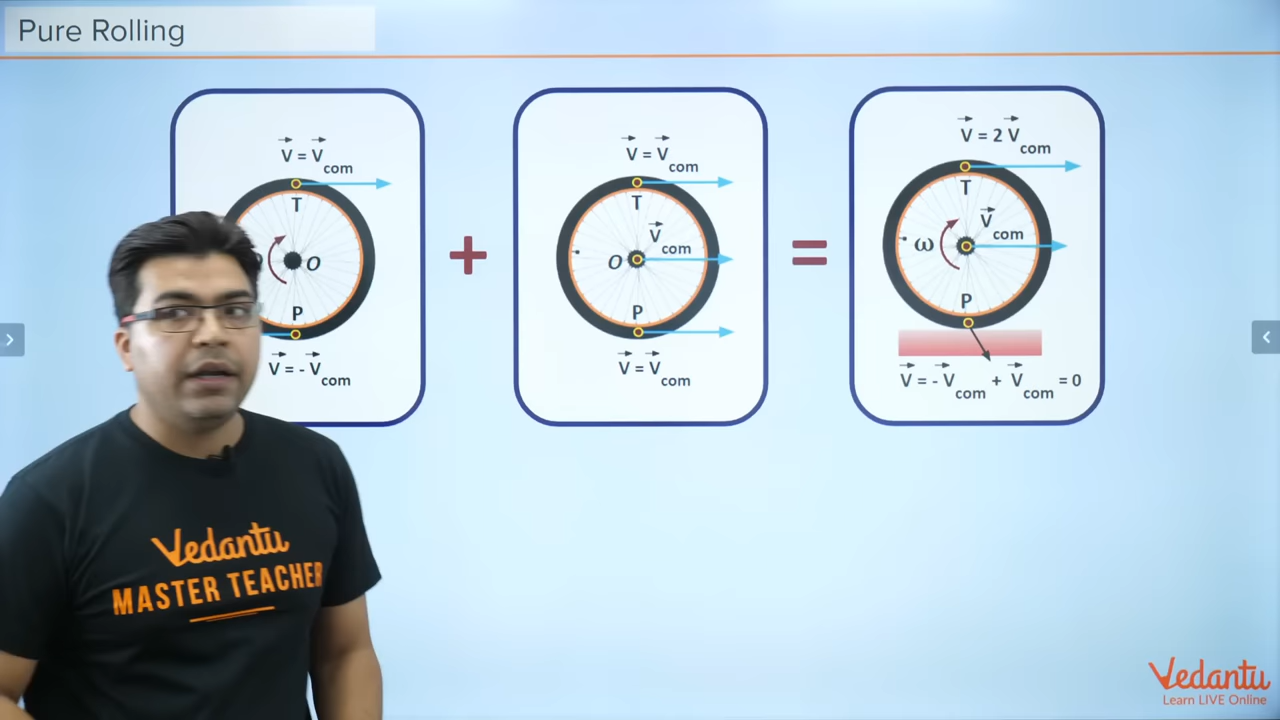 Pure Rolling
V = V com
T
O
P
V = - V com
+
V = V com
T
V com
O
P
V = V com
=
V = 2 V com
T
V com
ω
P
V = - V com + V com = 0
Vedantu
MASTER TEACHER
Vedantu
Learn LIVE Online